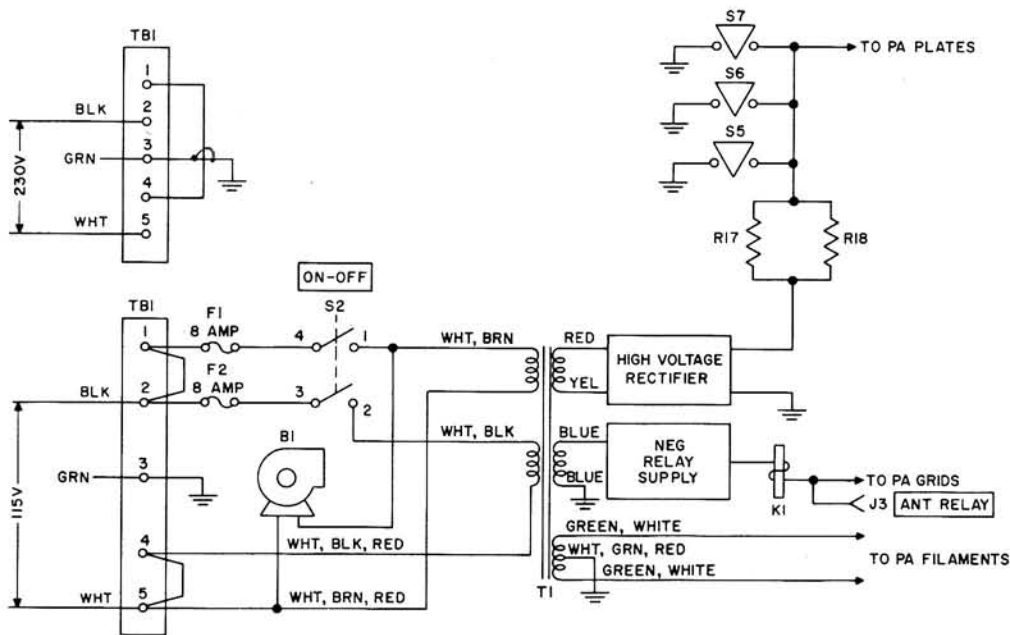 S7
TO PA PLATES
S6
S5
R17
R18
TB1
1
BLK
2
GRN
3
230V
4
WHT
5
ON-OFF
TB1
F1
8 AMP
S2
1
4
1
WHT, BRN
RED
HIGH VOLTAGE
RECTIFIER
F2
8 AMP
BLK
2
3
2
YEL
WHT, BLK
BLUE
NEG
RELAY
SUPPLY
B1
GRN
3
115V
BLUE
K1
TO PA GRIDS
J3
ANT RELAY
4
WHT, BLK, RED
GREEN, WHITE
WHT, GRN, RED
GREEN, WHITE
TO PA FILAMENTS
WHT
5
WHT, BRN, RED
T1